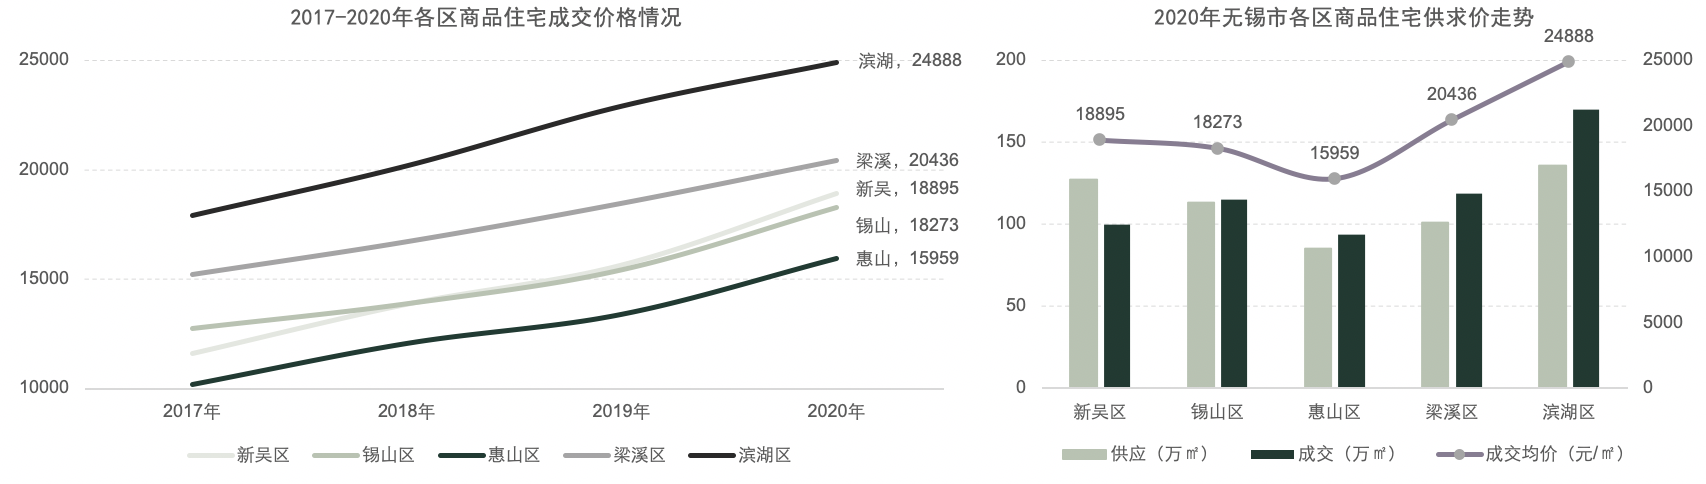 2017-2020年各区商品住宅成交价格情况
25000
20000
15000
10000
滨湖，24888
梁溪，20436
新吴，18895
锡山，18273
惠山，15959
2017年
2018年
2019年
2020年
新吴区
锡山区
惠山区
梁溪区
滨湖区
2020年无锡市各区商品住宅供求价走势
200
150
100
50
0
18895
18273
15959
20436
24888
25000
20000
15000
10000
5000
0
新吴区
锡山区
惠山区
梁溪区
滨湖区
供应（万㎡）
成交（万㎡）
成交均价（元/㎡）